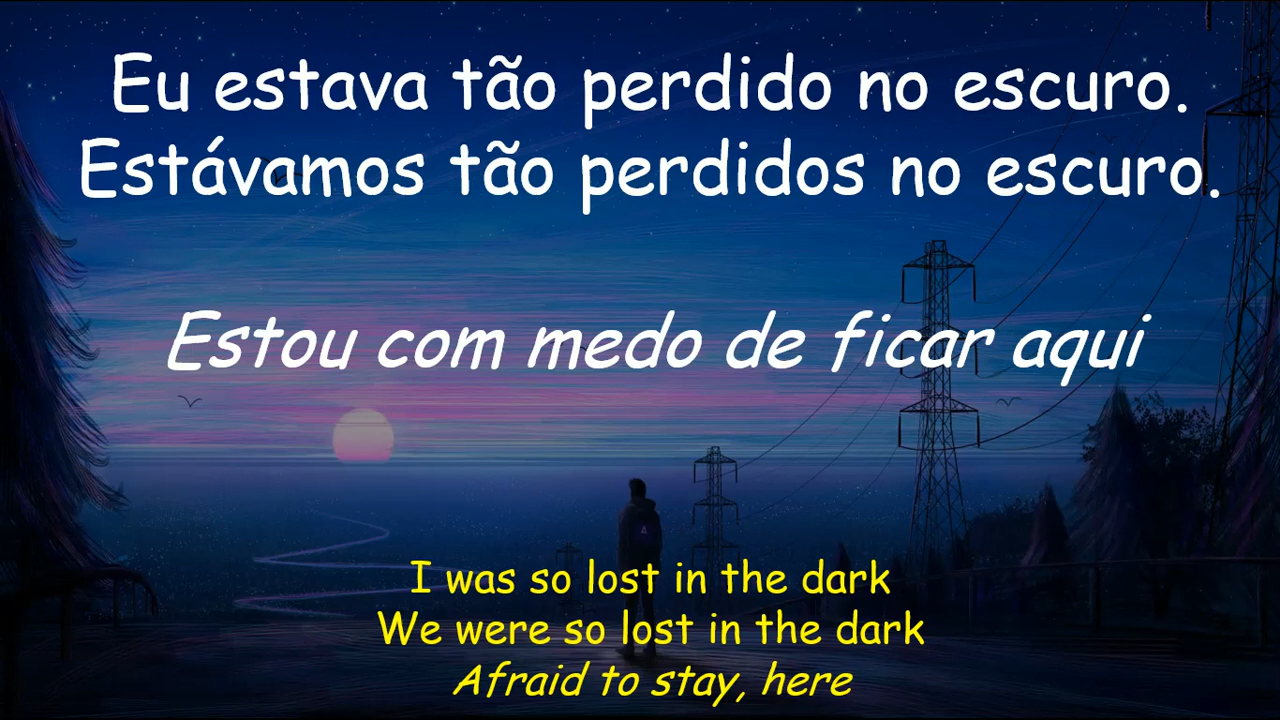 Eu estava tão perdido no escuro.
Estávamos tão perdidos no escuro.
Estou com medo de ficar aqui
I was so lost in the dark
We were so lost in the dark
Afraid to stay, here